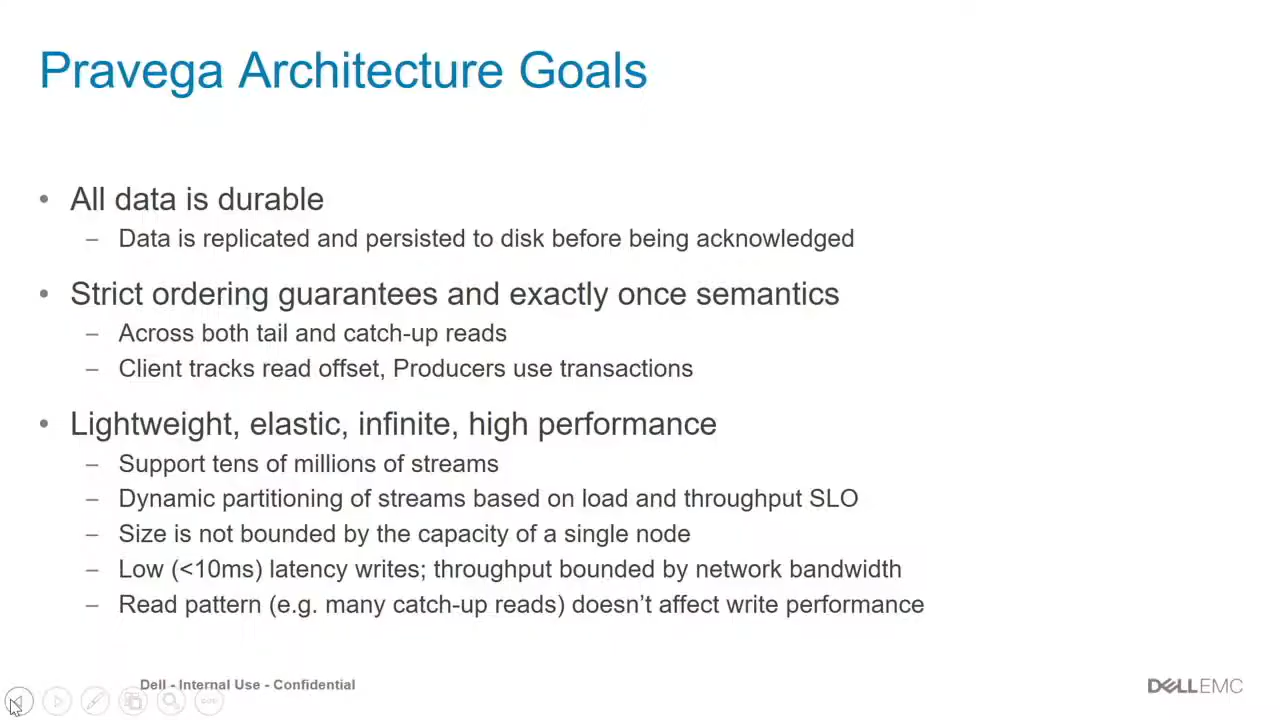 Pravega Architecture Goals
• All data is durable
– Data is replicated and persisted to disk before being acknowledged
• Strict ordering guarantees and exactly once semantics
– Across both tail and catch-up reads
– Client tracks read offset, Producers use transactions
• Lightweight, elastic, infinite, high performance
– Support tens of millions of streams
– Dynamic partitioning of streams based on load and throughput SLO
– Size is not bounded by the capacity of a single node
– Low (<10ms) latency writes; throughput bounded by network bandwidth
– Read pattern (e.g. many catch-up reads) doesn’t affect write performance
Dell - Internal Use - Confidential
DELLEMC